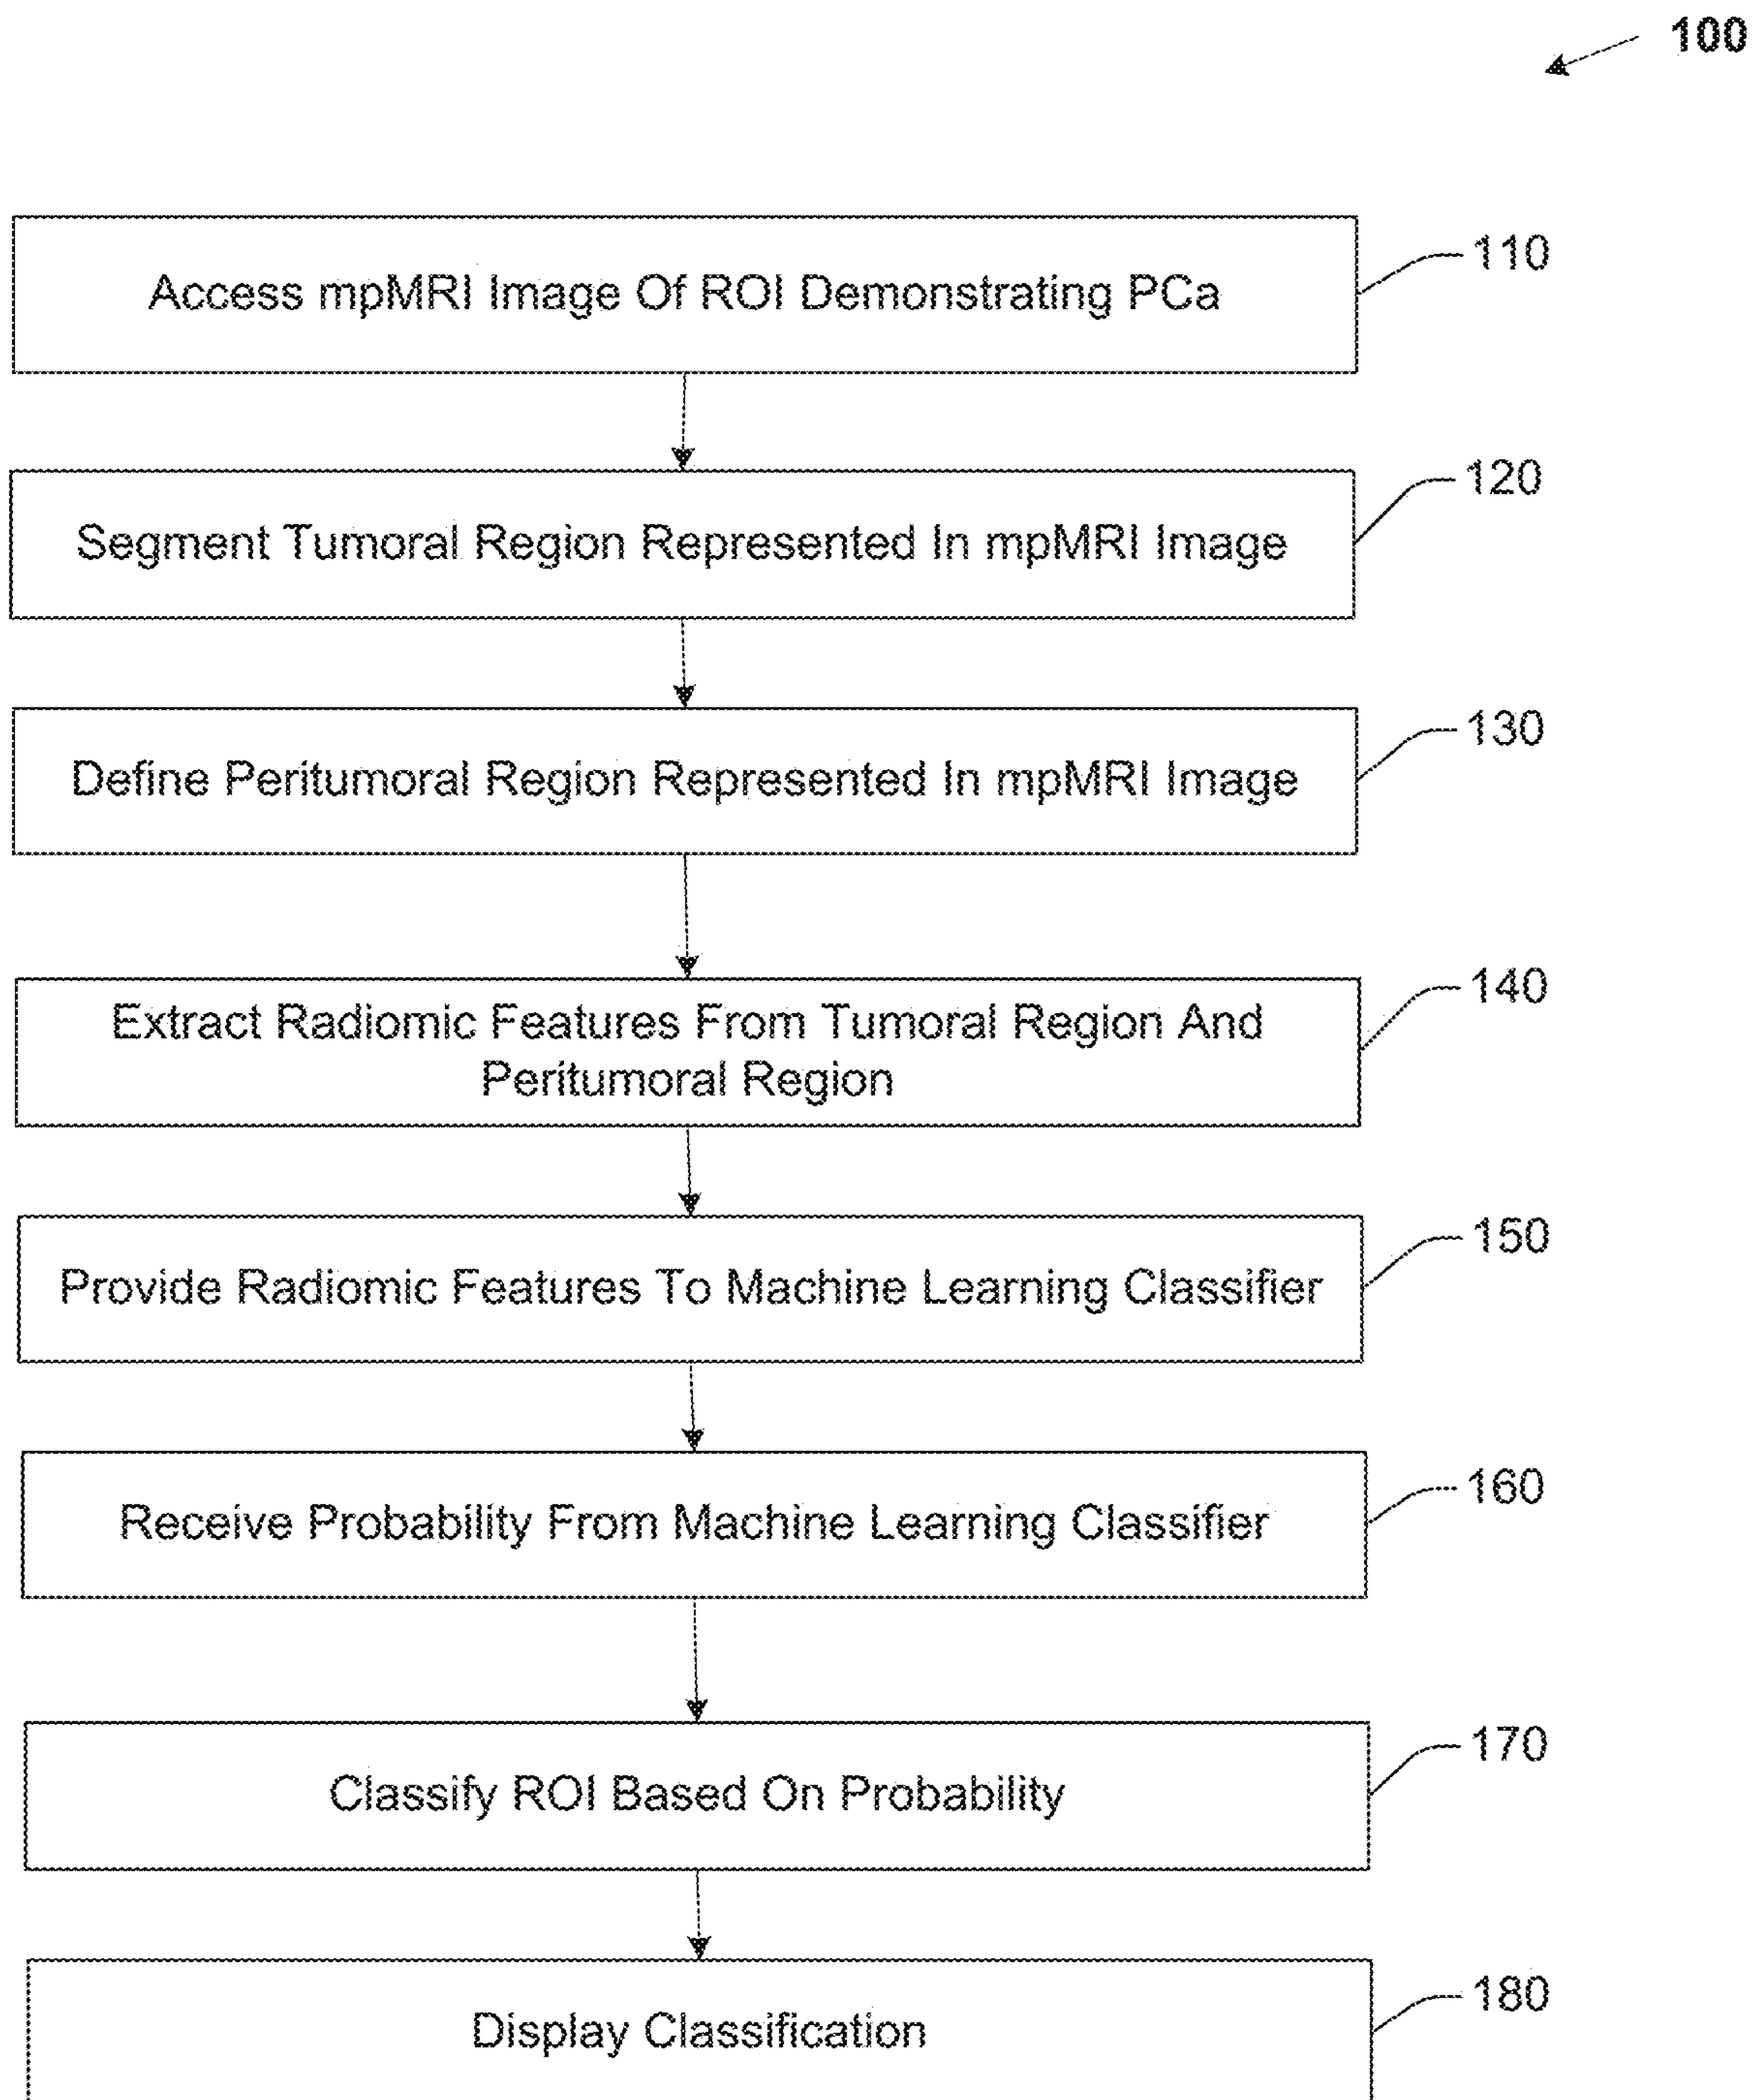 100
Access mpMRI Image Of ROI Demonstrating PCa
110
Segment Tumoral Region Represented In mpMRI Image
120
Define Peritumoral Region Represented In mpMRI Image
130
Extract Radiomic Features From Tumoral Region And
Peritumoral Region
140
Provide Radiomic Features To Machine Learning Classifier
150
Receive Probability From Machine Learning Classifier
160
Classify ROI Based On Probability
170
Display Classification
180